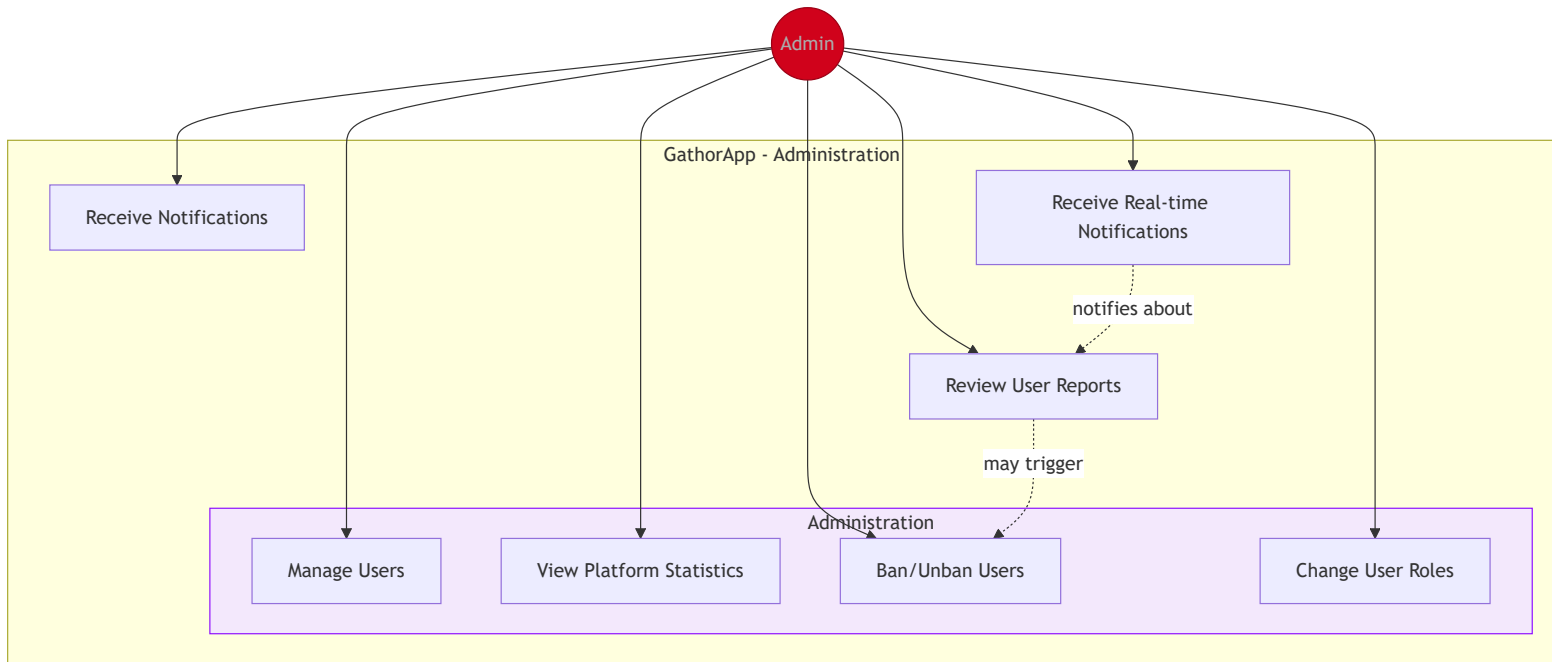 Admin
GathorApp - Administration
Receive Notifications
Receive Real-time
Notifications
notifies about
Review User Reports
may trigger
Administration
Manage Users
View Platform Statistics
Ban/Unban Users
Change User Roles